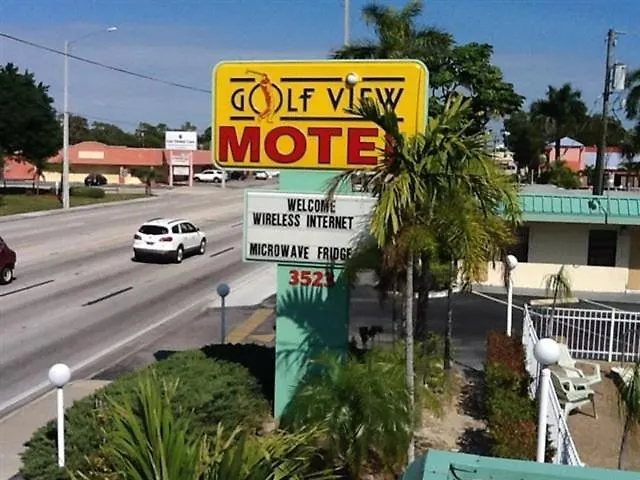 GOLF VIEW
MOTEL
WELCOME
WIRELESS INTERNET
MICROWAVE FRIDGE
3523